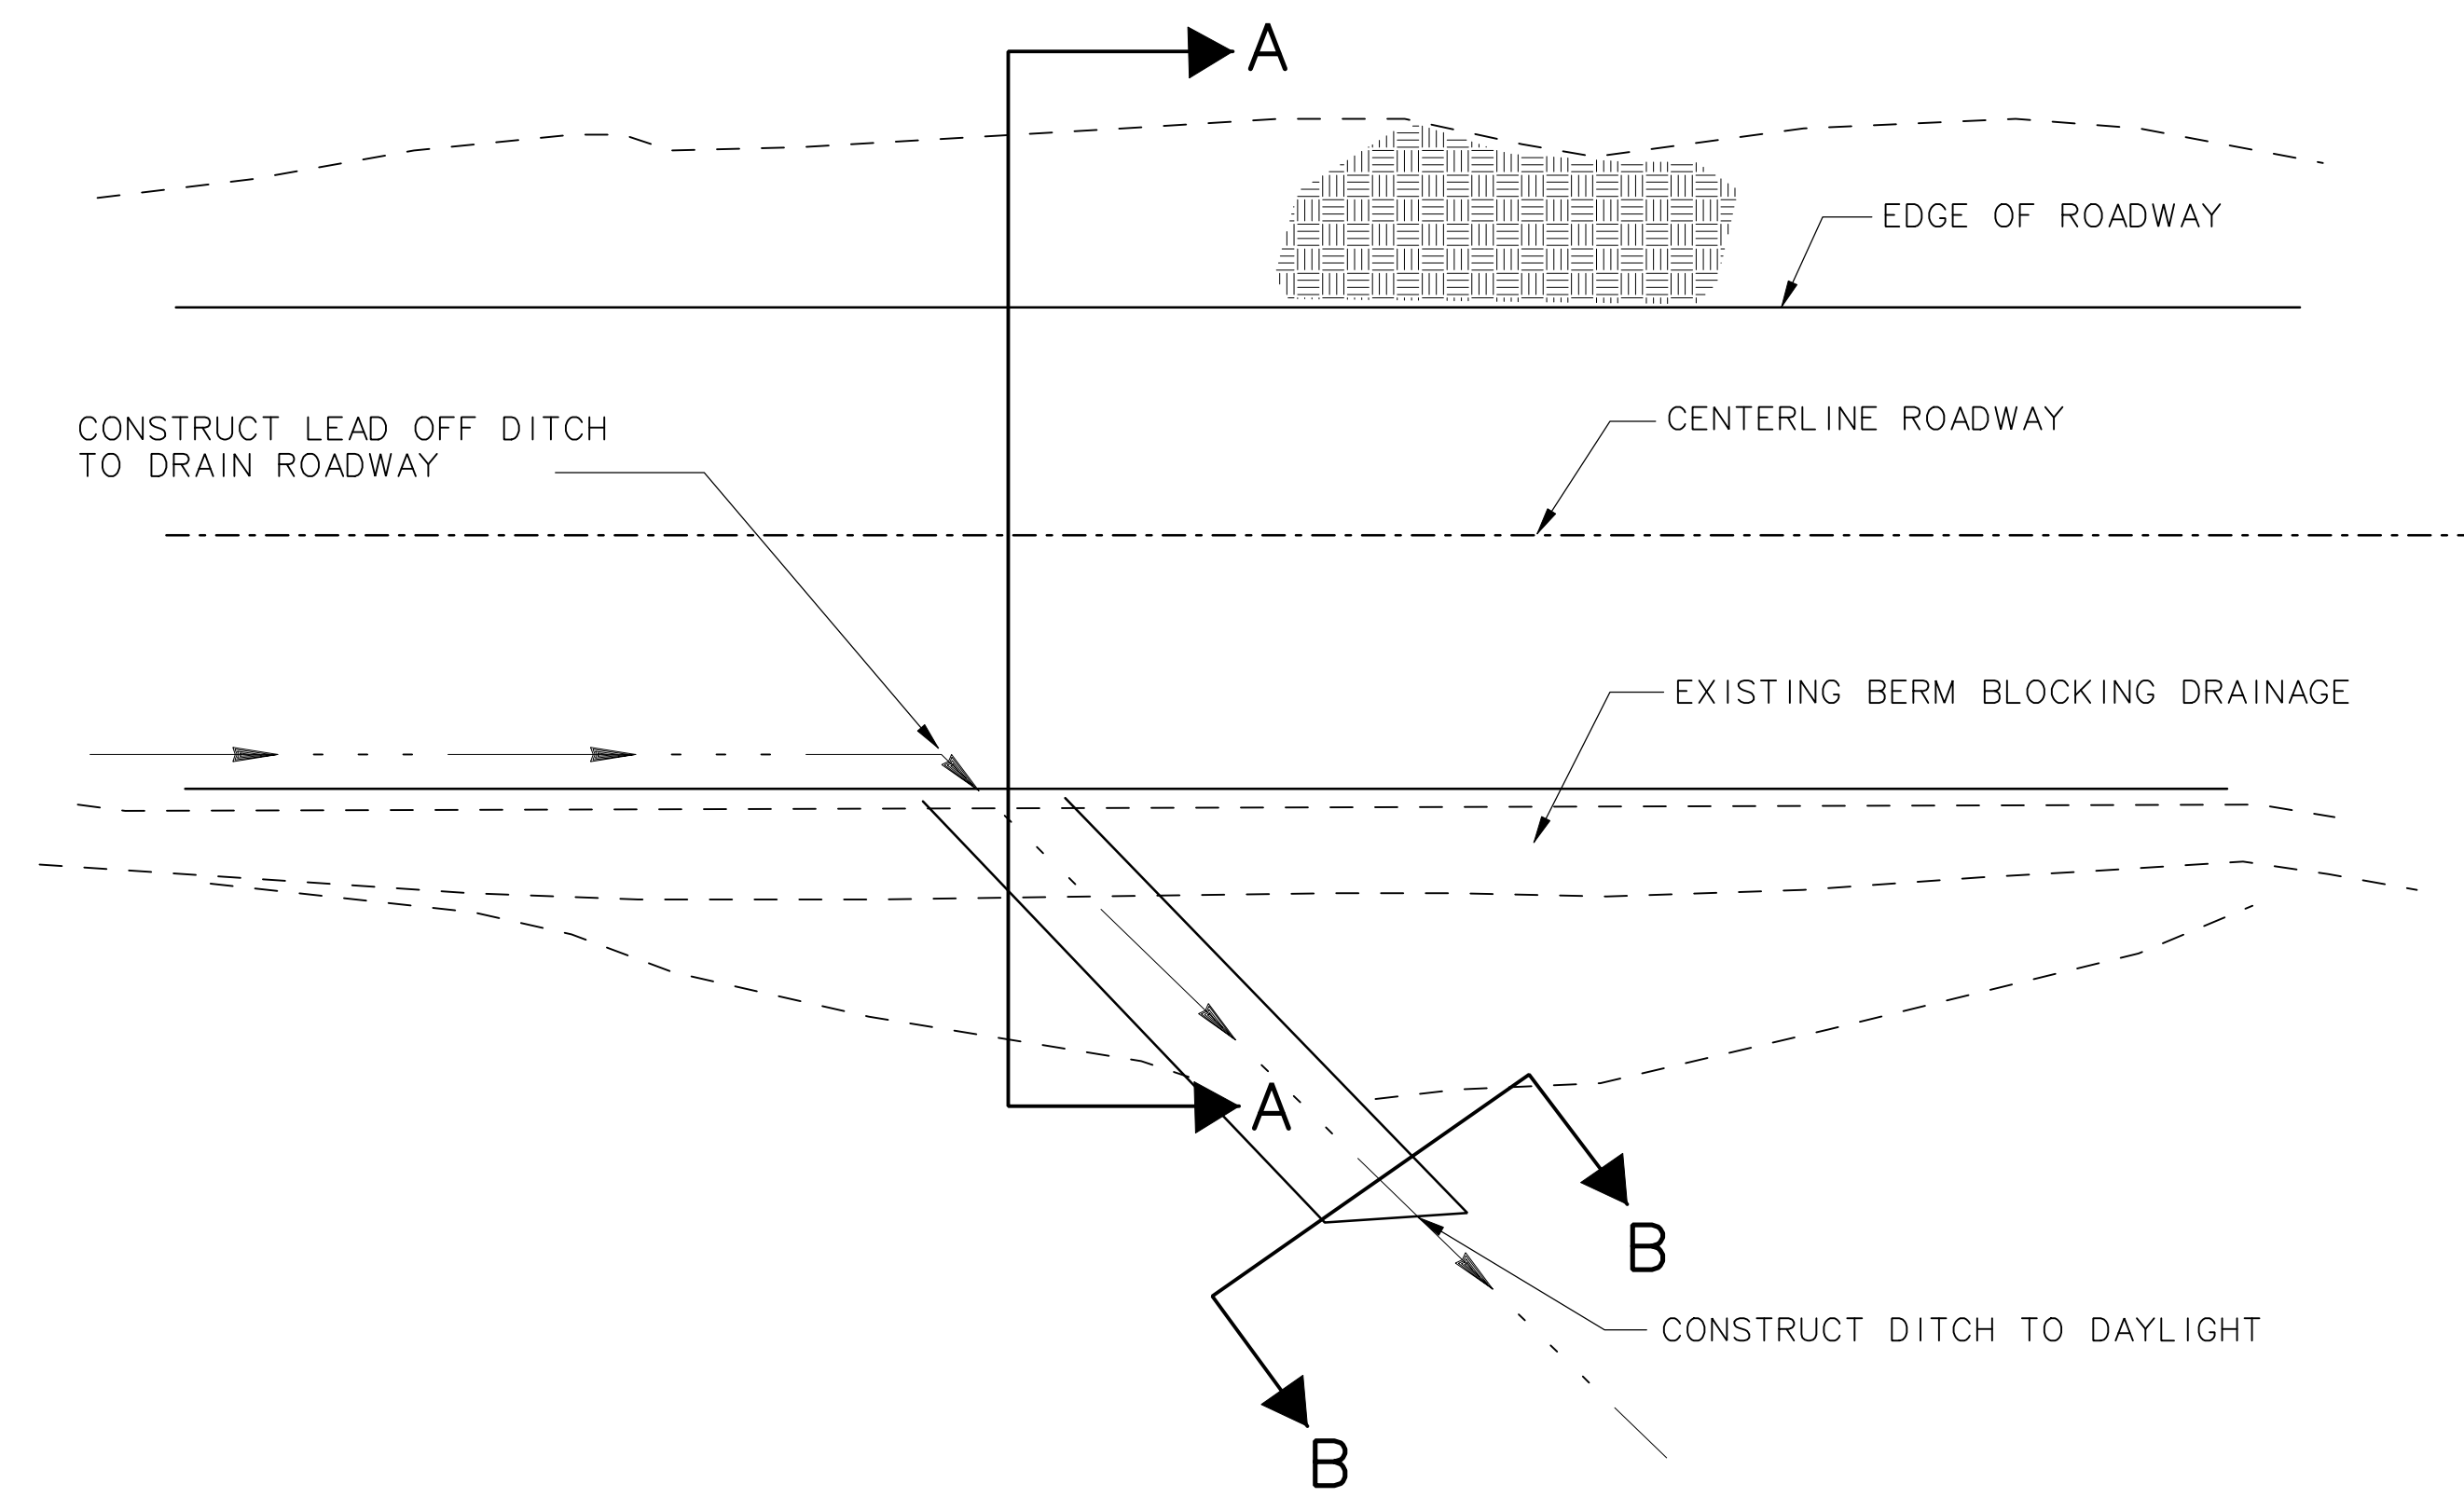 A
EDGE OF ROADWAY
CONSTRUCT LEAD OFF DITCH
TO DRAIN ROADWAY
CENTERLINE ROADWAY
EXISTING BERM BLOCKING DRAINAGE
A
B
CONSTRUCT DITCH TO DAYLIGHT
B